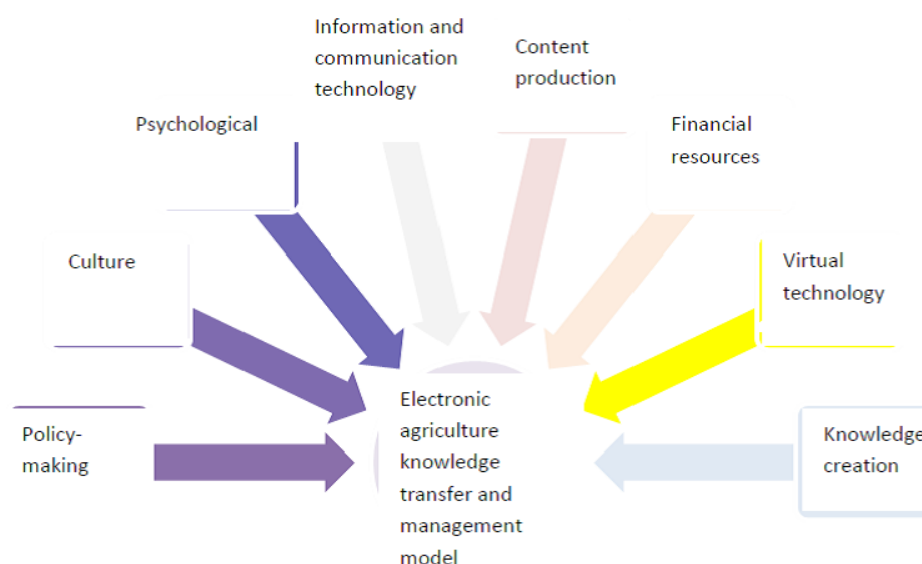 Information and
communication
technology
Content
production
Psychological
Financial
resources
Culture
Virtual
technology
Policy-
making
Electronic
agriculture
knowledge
transfer and
management
model
Knowledge
creation